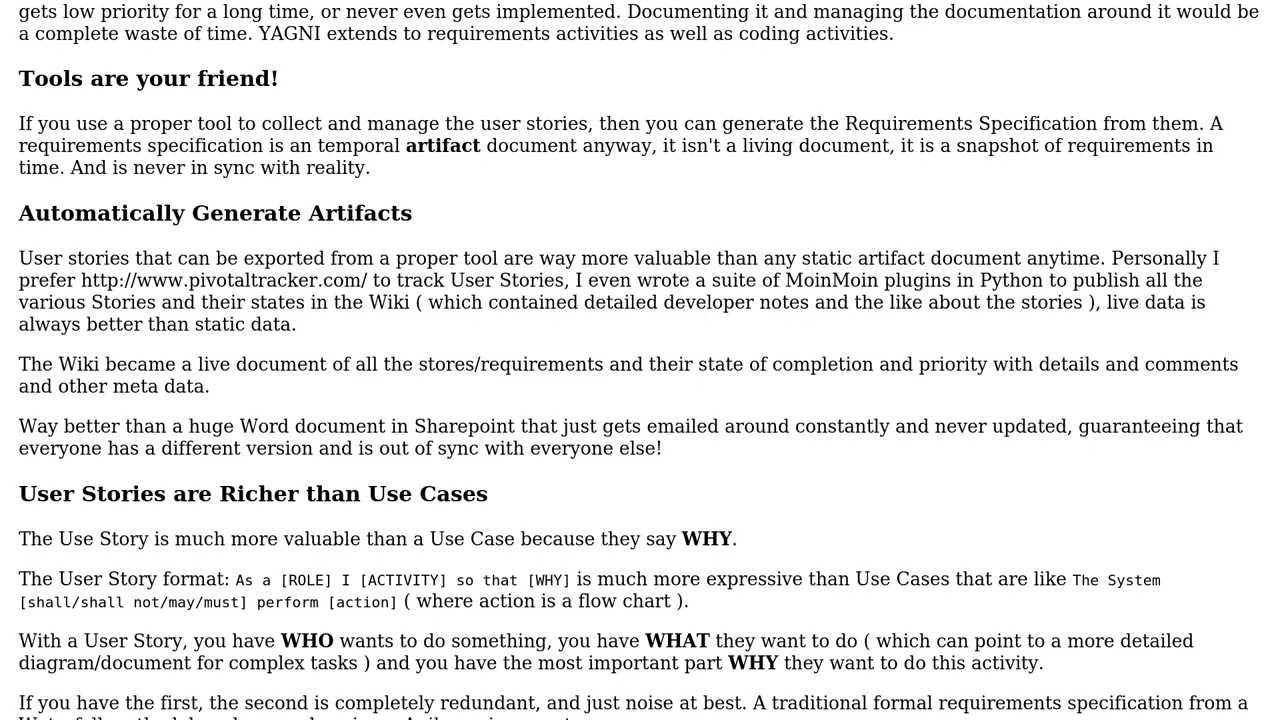 gets low priority for a long time, or never even gets implemented. Documenting it and managing the documentation around it would be
a complete waste of time. YAGNI extends to requirements activities as well as coding activities.
Tools are your friend!
If you use a proper tool to collect and manage the user stories, then you can generate the Requirements Specification from them. A
requirements specification is an temporal artifact document anyway, it isn't a living document, it is a snapshot of requirements in
time. And is never in sync with reality.
Automatically Generate Artifacts
User stories that can be exported from a proper tool are way more valuable than any static artifact document anytime. Personally I
prefer http://www.pivotaltracker.com/ to track User Stories, I even wrote a suite of MoinMoin plugins in Python to publish all the
various Stories and their states in the Wiki ( which contained detailed developer notes and the like about the stories ), live data is
always better than static data.
The Wiki became a live document of all the stores/requirements and their state of completion and priority with details and comments
and other meta data.
Way better than a huge Word document in Sharepoint that just gets emailed around constantly and never updated, guaranteeing that
everyone has a different version and is out of sync with everyone else!
User Stories are Richer than Use Cases
The Use Story is much more valuable than a Use Case because they say WHY.
The User Story format: As a [ROLE] I [ACTIVITY] so that [WHY] is much more expressive than Use Cases that are like The System
[shall/shall not/may/must] perform [action] ( where action is a flow chart ).
With a User Story, you have WHO wants to do something, you have WHAT they want to do ( which can point to a more detailed
diagram/document for complex tasks ) and you have the most important part WHY they want to do this activity.
If you have the first, the second is completely redundant, and just noise at best. A traditional formal requirements specification from a